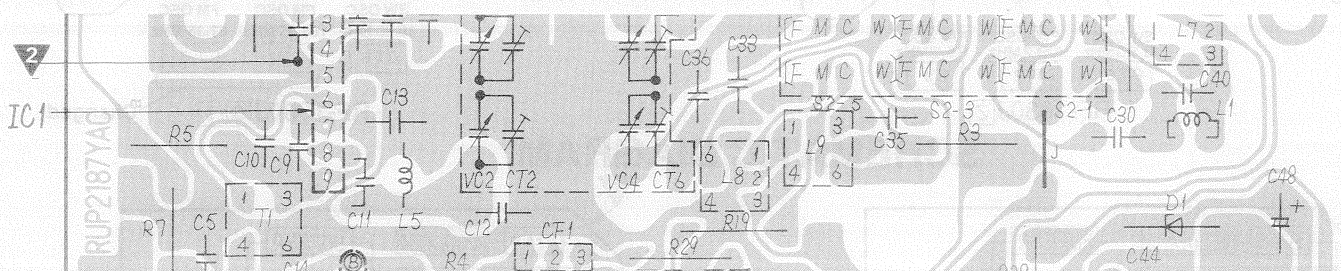 2
IC1
3
4
5
6
7
8
9
[F M C W][F M C W][F M C W]
[F M C W][F M C W][F M C W]
S2-5
S2-3
S2-1
L7 2
4 3
C40
L1
C36
C33
C13
R5
C10
C9
C11
L5
VC2 CT2
VC4 CT6
6 1
L8 2
4 3
R19
1 3
L9
4 6
C35
R3
J
C30
C48
+
D1
C44
RUP2187YAC
R7
C5
1 3
T1
4 6
C14
B
R4
C12
CF1
1 2 3
R29